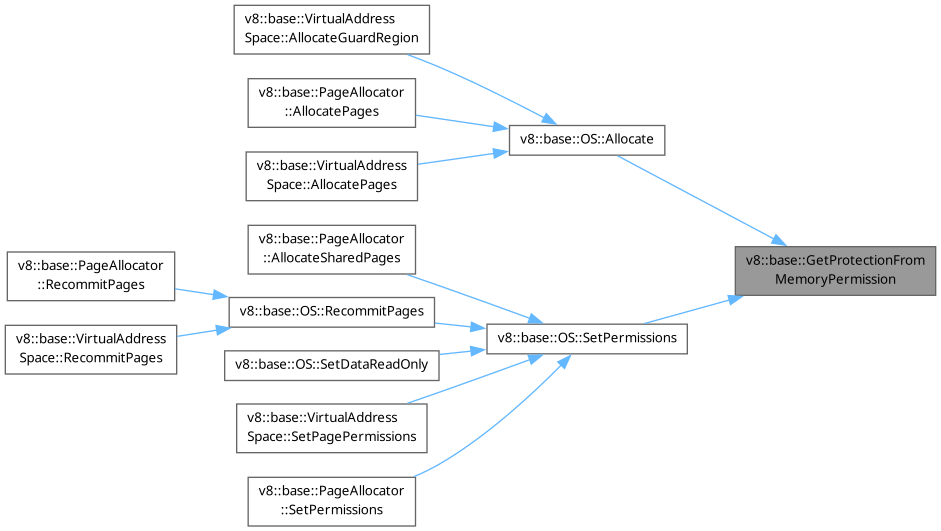 v8::base::VirtualAddress
Space::AllocateGuardRegion
v8::base::PageAllocator
::AllocatePages
v8::base::OS::Allocate
v8::base::VirtualAddress
Space::AllocatePages
v8::base::PageAllocator
::AllocateSharedPages
v8::base::GetProtectionFrom
MemoryPermission
v8::base::PageAllocator
::RecommitPages
v8::base::OS::RecommitPages
v8::base::VirtualAddress
Space::RecommitPages
v8::base::OS::SetPermissions
v8::base::OS::SetDataReadOnly
v8::base::VirtualAddress
Space::SetPagePermissions
v8::base::PageAllocator
::SetPermissions